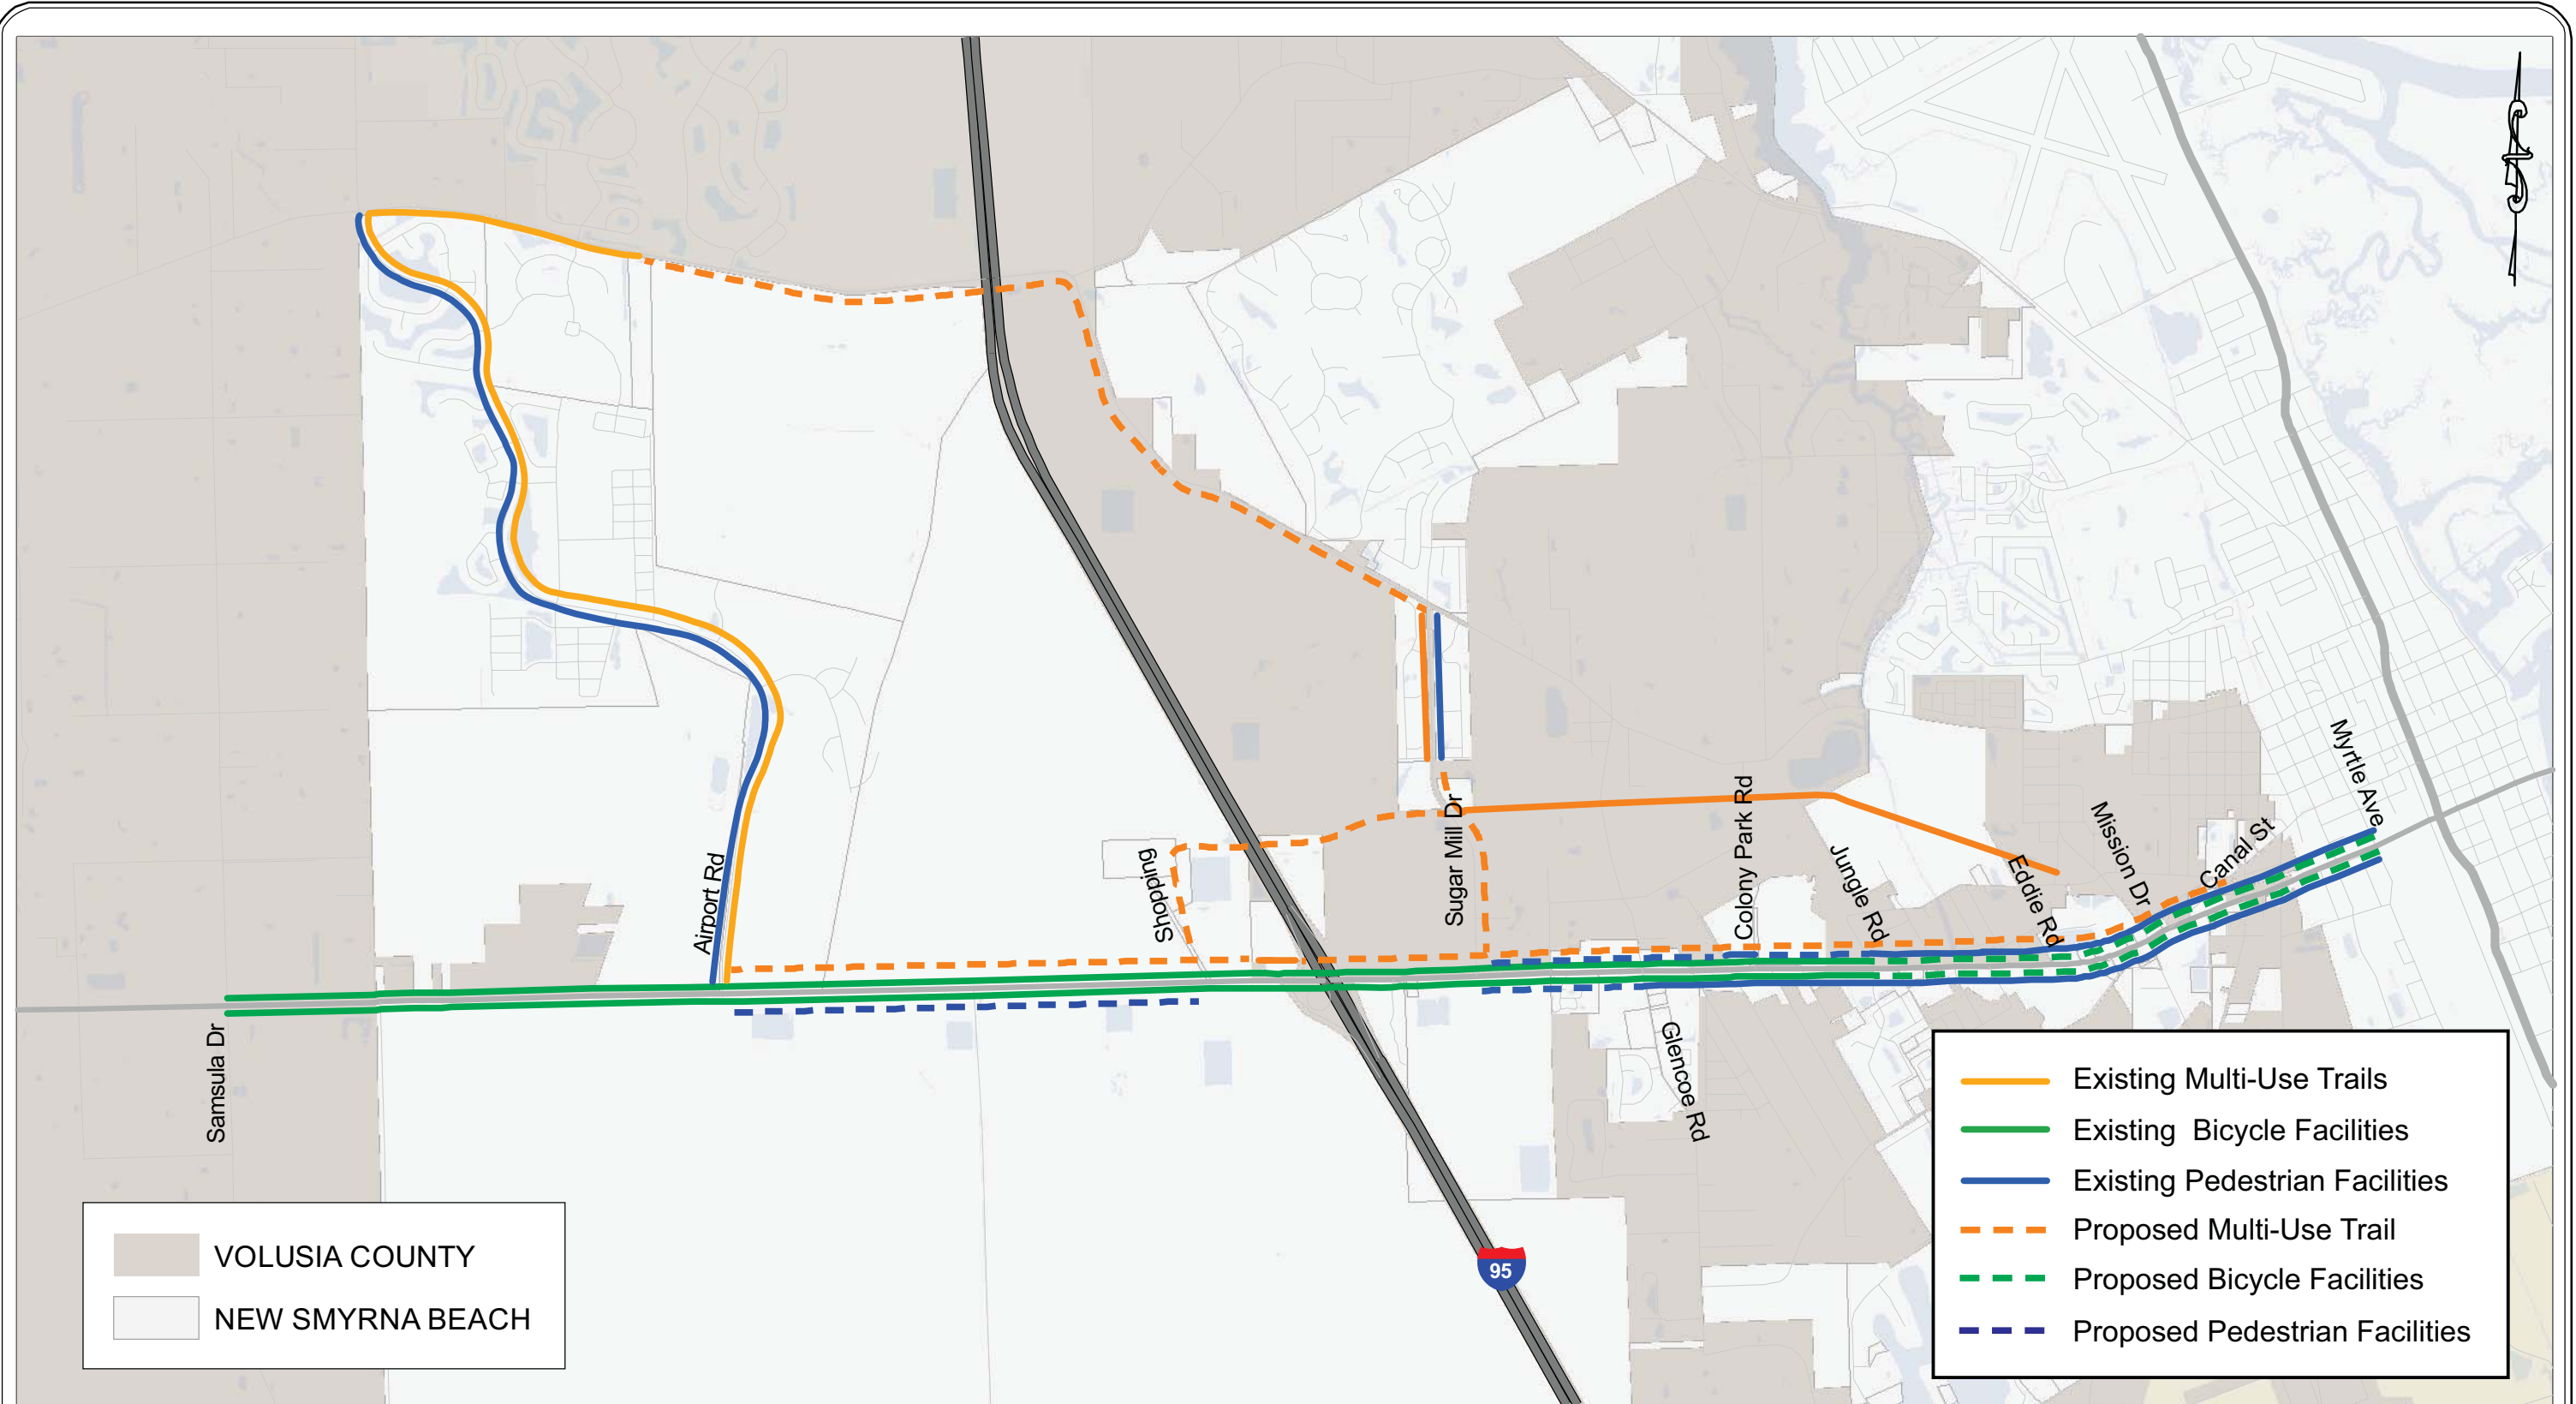 Myrtle Ave
Colony Park Rd
Sugar Mill Dr
Mission Dr
Canal St
Jungle Rd
Eddie Rd
Shopping
Airport Rd
Samsula Dr
Glencoe Rd
95
VOLUSIA COUNTY
NEW SMYRNA BEACH
Existing Multi-Use Trails
Existing Bicycle Facilities
Existing Pedestrian Facilities
Proposed Multi-Use Trail
Proposed Bicycle Facilities
Proposed Pedestrian Facilities